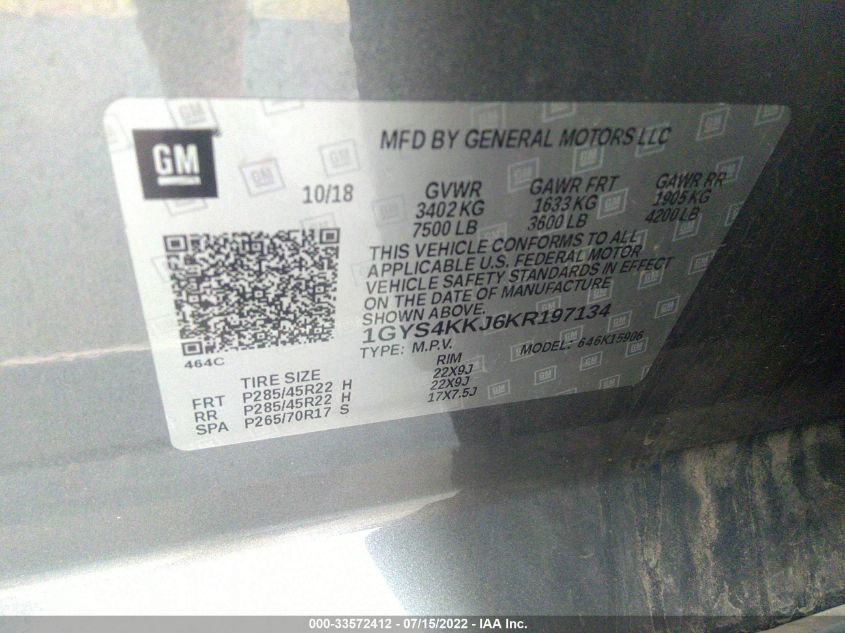 GM
MFD BY GENERAL MOTORS LLC
10/18
GVWR GAWR FRT GAWR RR
3402 KG 1633 KG 1905 KG
7500 LB 3600 LB 4200 LB
THIS VEHICLE CONFORMS TO ALL
APPLICABLE U.S. FEDERAL MOTOR
VEHICLE SAFETY STANDARDS IN EFFECT
ON THE DATE OF MANUFACTURE
SHOWN ABOVE.
1GYS4KKJ6KR197134
TYPE: M.P.V. MODEL: 646K15906
464C
TIRE SIZE RIM
FRT P285/45R22 H 22X9J
RR P285/45R22 H 22X9J
SPA P265/70R17 S 17X7.5J
000-33572412 - 07/15/2022 - IAA Inc.